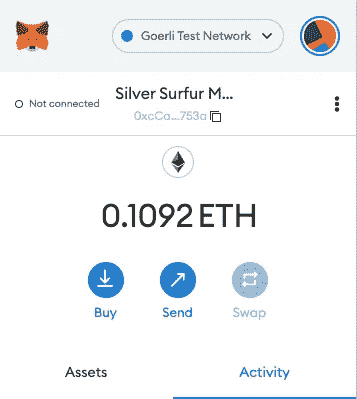 Goerli Test Network
Not connected
Silver Surfur M...
0xcCa...753a
0.1092 ETH
Buy
Send
Swap
Assets
Activity